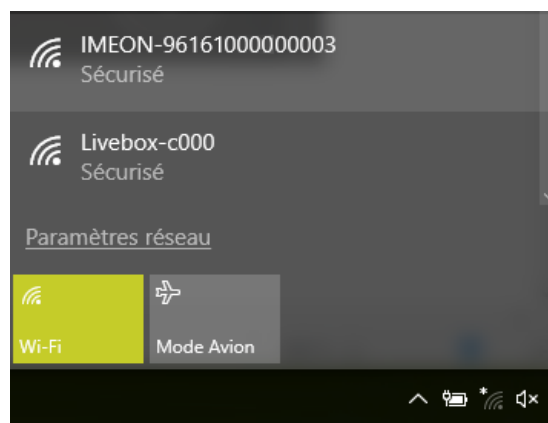 IMEON-96161000000003
Sécurisé
Livebox-c000
Sécurisé
Paramètres réseau
Wi-Fi
Mode Avion